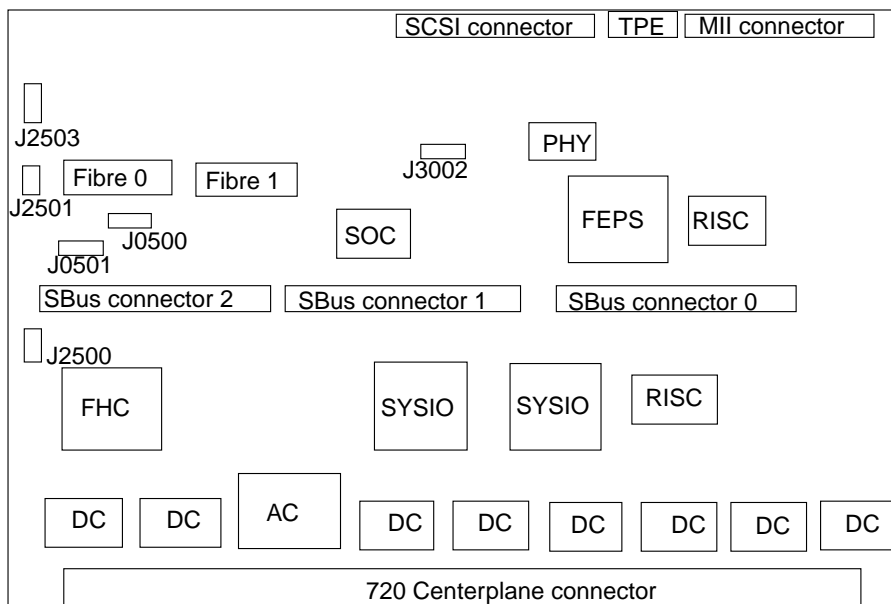 SCSI connector
TPE
MII connector
J2503
PHY
J3002
Fibre 0
Fibre 1
J2501
J0500
SOC
FEPS
RISC
J0501
SBus connector 2
SBus connector 1
SBus connector 0
J2500
FHC
SYSIO
SYSIO
RISC
DC
DC
AC
DC
DC
DC
DC
DC
DC
720 Centerplane connector